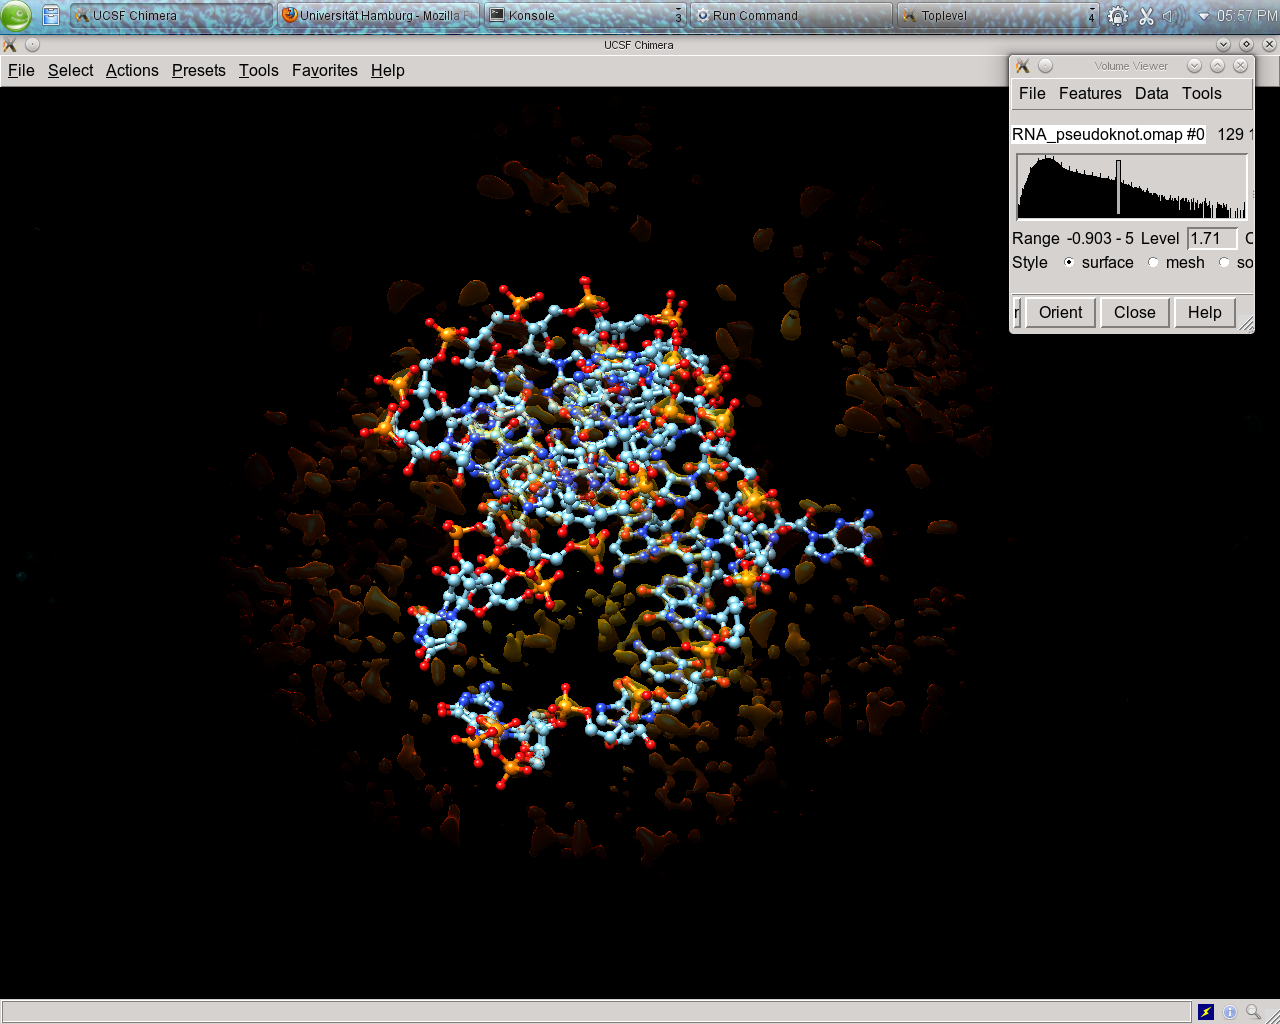 UCSF Chimera
Universität Hamburg - Mozilla F
Konsole
3
Run Command
Toplevel
4
05:57 PM
UCSF Chimera
File Select Actions Presets Tools Favorites Help
Volume Viewer
File Features Data Tools
RNA_pseudoknot.omap #0 129 1
Range -0.903 - 5 Level 1.71 C
Style surface mesh so
r Orient Close Help